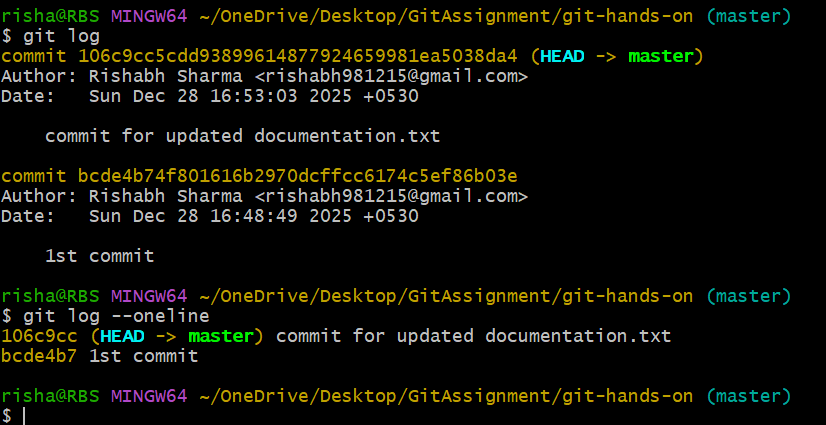 risha@RBS MINGW64 ~/OneDrive/Desktop/GitAssignment/git-hands-on (master)
$ git log
commit 106c9cc5cdd93899614877924659981ea5038da4 (HEAD -> master)
Author: Rishabh Sharma <rishabh981215@gmail.com>
Date:   Sun Dec 28 16:53:03 2025 +0530
    commit for updated documentation.txt
commit bcde4b74f801616b2970dcffcc6174c5ef86b03e
Author: Rishabh Sharma <rishabh981215@gmail.com>
Date:   Sun Dec 28 16:48:49 2025 +0530
    1st commit
risha@RBS MINGW64 ~/OneDrive/Desktop/GitAssignment/git-hands-on (master)
$ git log --oneline
106c9cc (HEAD -> master) commit for updated documentation.txt
bcde4b7 1st commit
risha@RBS MINGW64 ~/OneDrive/Desktop/GitAssignment/git-hands-on (master)
$